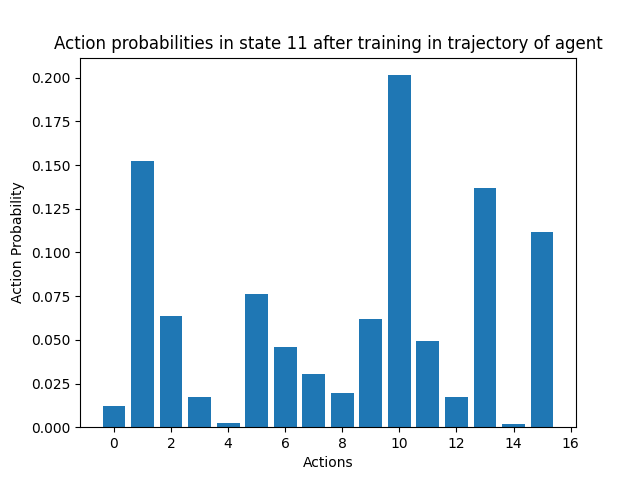 Action probabilities in state 11 after training in trajectory of agent
0.200
0.175
0.150
0.125
0.100
0.075
0.050
0.025
0.000
Action Probability
0 2 4 6 8 10 12 14 16
Actions